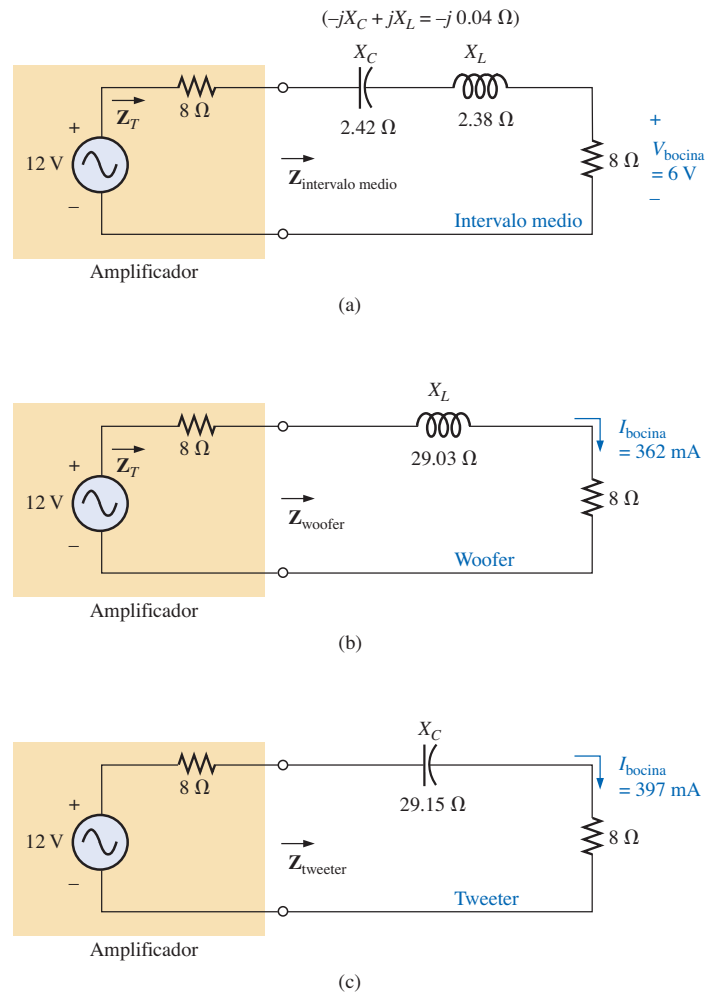 (–jX_C + jX_L = –j 0.04 Ω)
X_C
X_L
8 Ω
Z_T
2.42 Ω
2.38 Ω
+
12 V
–
Z_intervalo medio
8 Ω
+
V_bocina
= 6 V
–
Intervalo medio
Amplificador
(a)
X_L
8 Ω
Z_T
29.03 Ω
I_bocina
= 362 mA
+
12 V
–
Z_woofer
8 Ω
Woofer
Amplificador
(b)
X_C
8 Ω
29.15 Ω
I_bocina
= 397 mA
+
12 V
–
Z_tweeter
8 Ω
Tweeter
Amplificador
(c)